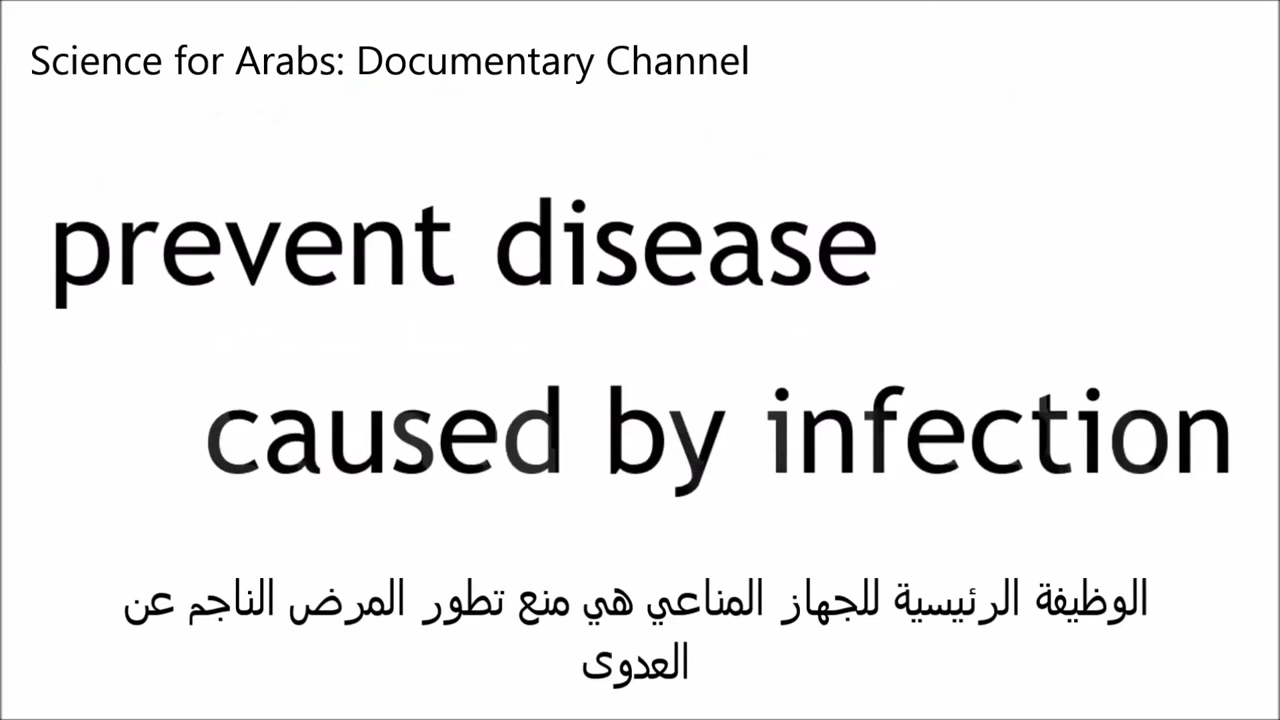 Science for Arabs: Documentary Channel
prevent disease
caused by infection
الوظيفة الرئيسية للجهاز المناعي هي منع تطور المرض الناجم عن
العدوى